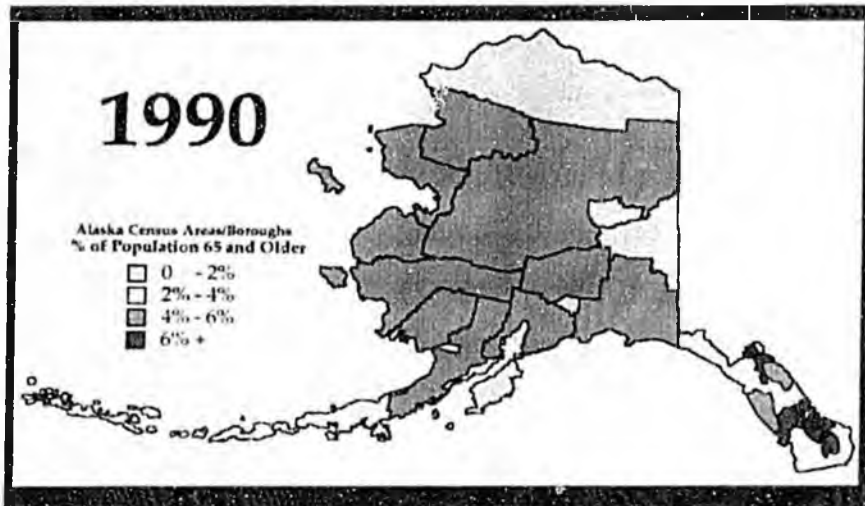 1990
Alaska Census Areas/Boroughs
% of Population 65 and Older
0 - 2%
2% - 4%
4% - 6%
6% +